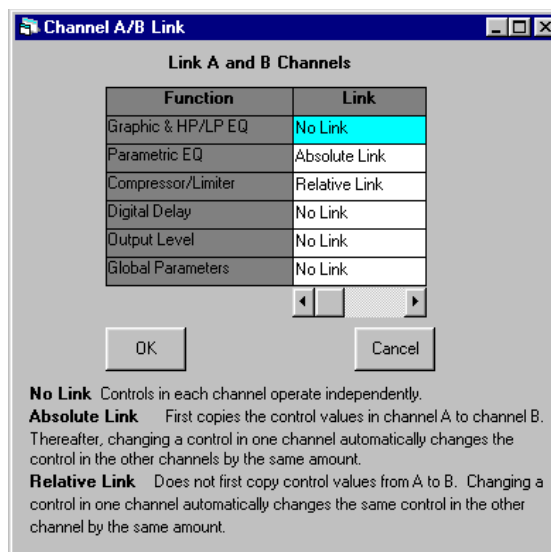 Channel A/B Link
Link A and B Channels
Function Link
Graphic & HP/LP EQ No Link
Parametric EQ Absolute Link
Compressor/Limiter Relative Link
Digital Delay No Link
Output Level No Link
Global Parameters No Link
OK Cancel
No Link Controls in each channel operate independently.
Absolute Link First copies the control values in channel A to channel B.
Thereafter, changing a control in one channel automatically changes the
control in the other channels by the same amount.
Relative Link Does not first copy control values from A to B. Changing a
control in one channel automatically changes the same control in the other
channel by the same amount.